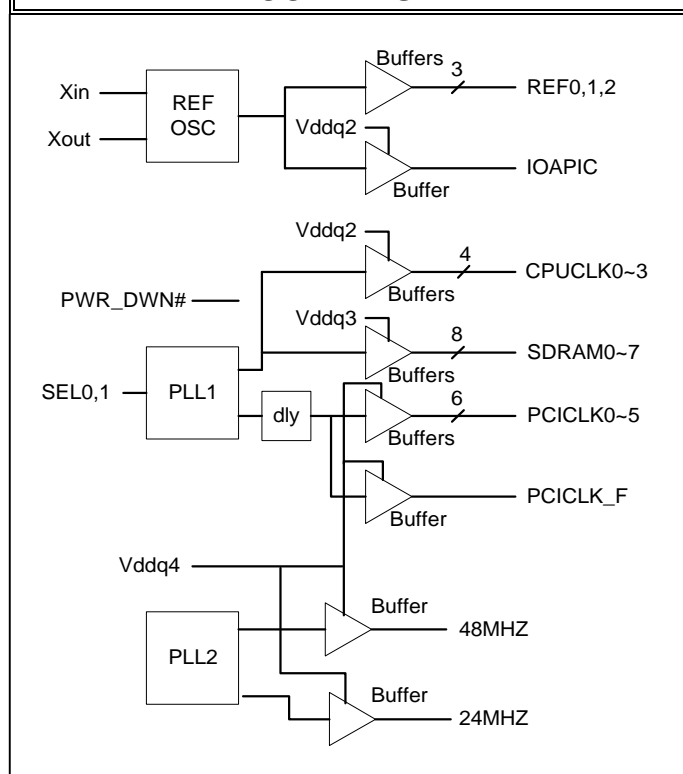 Buffers
3
REF0,1,2
Xin
REF
OSC
Xout
Vddq2
IOAPIC
Buffer
Vddq2
4
CPUCLK0~3
Buffers
PWR_DWN#
Vddq3
8
SDRAM0~7
Buffers
SEL0,1
PLL1
dly
6
PCICLK0~5
Buffers
PCICLK_F
Buffer
Vddq4
Buffer
48MHZ
PLL2
Buffer
24MHZ